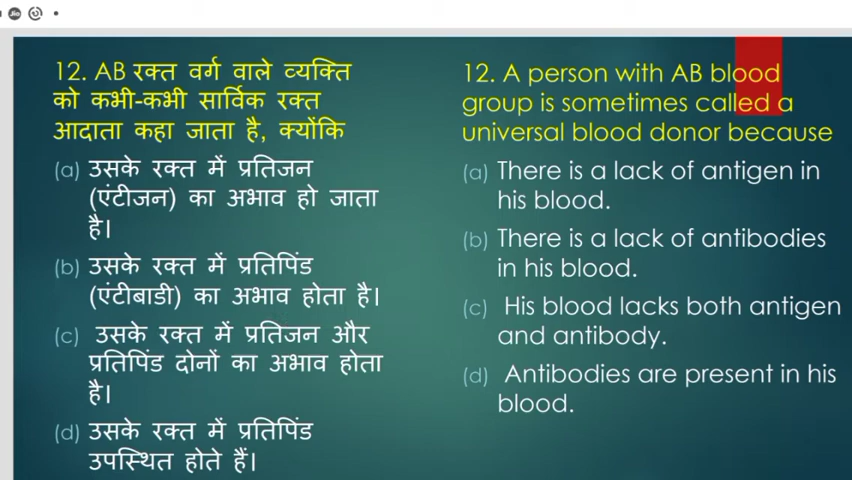 12. AB रक्त वर्ग वाले व्यक्ति
को कभी-कभी सार्विक रक्त
आदाता कहा जाता है, क्योंकि
(a) उसके रक्त में प्रतिजन
(एंटीजन) का अभाव हो जाता
है।
(b) उसके रक्त में प्रतिपिंड
(एंटीबाडी) का अभाव होता है।
(c) उसके रक्त में प्रतिजन और
प्रतिपिंड दोनों का अभाव होता
है।
(d) उसके रक्त में प्रतिपिंड
उपस्थित होते हैं।
12. A person with AB blood
group is sometimes called a
universal blood donor because
(a) There is a lack of antigen in
his blood.
(b) There is a lack of antibodies
in his blood.
(c) His blood lacks both antigen
and antibody.
(d) Antibodies are present in his
blood.